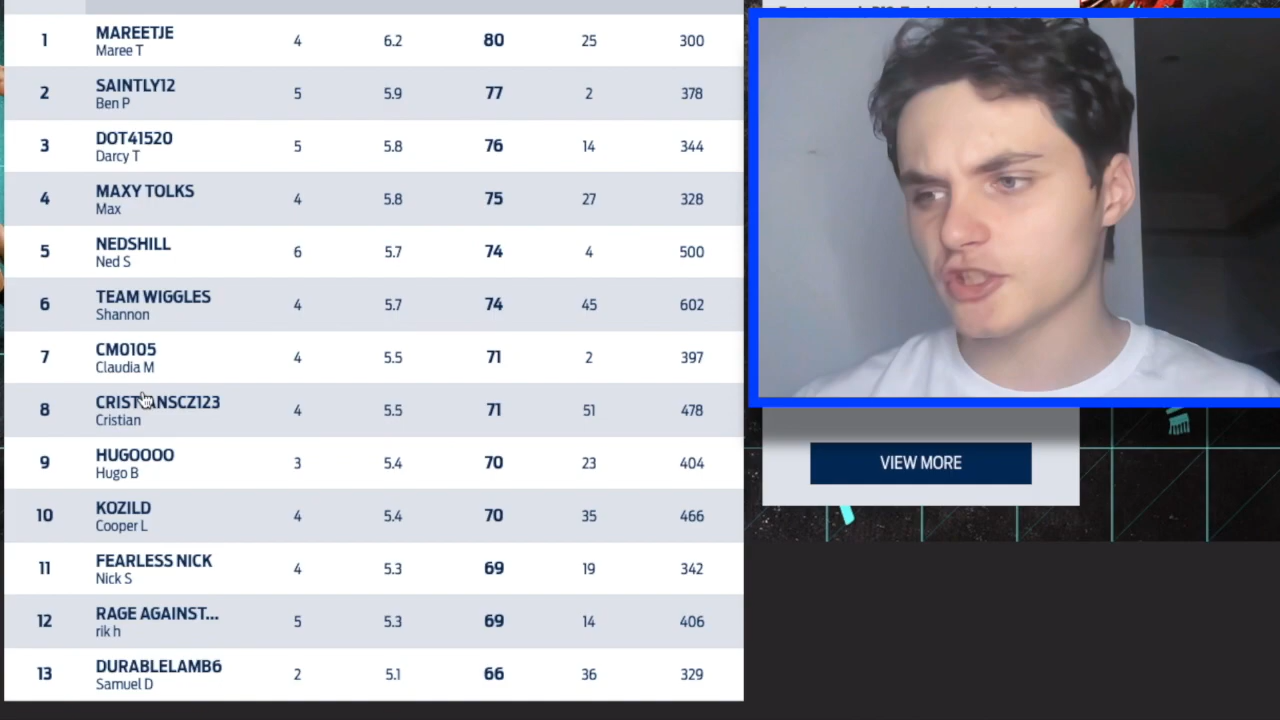 1 MAREETJE 4 6.2 80 25 300
Maree T
2 SAINTLY12 5 5.9 77 2 378
Ben P
3 DOT41520 5 5.8 76 14 344
Darcy T
4 MAXY TOLKS 4 5.8 75 27 328
Max
5 NEDSHILL 6 5.7 74 4 500
Ned S
6 TEAM WIGGLES 4 5.7 74 45 602
Shannon
7 CM0105 4 5.5 71 2 397
Claudia M
8 4 5.5 71 51 478
Cristian
9 HUGOOOO 3 5.4 70 23 404
Hugo B
10 KOZILD 4 5.4 70 35 466
Cooper L
11 FEARLESS NICK 4 5.3 69 19 342
Nick S
12 RAGE AGAINST... 5 5.3 69 14 406
rik h
13 DURABLELAMB6 2 5.1 66 36 329
Samuel D
VIEW MORE